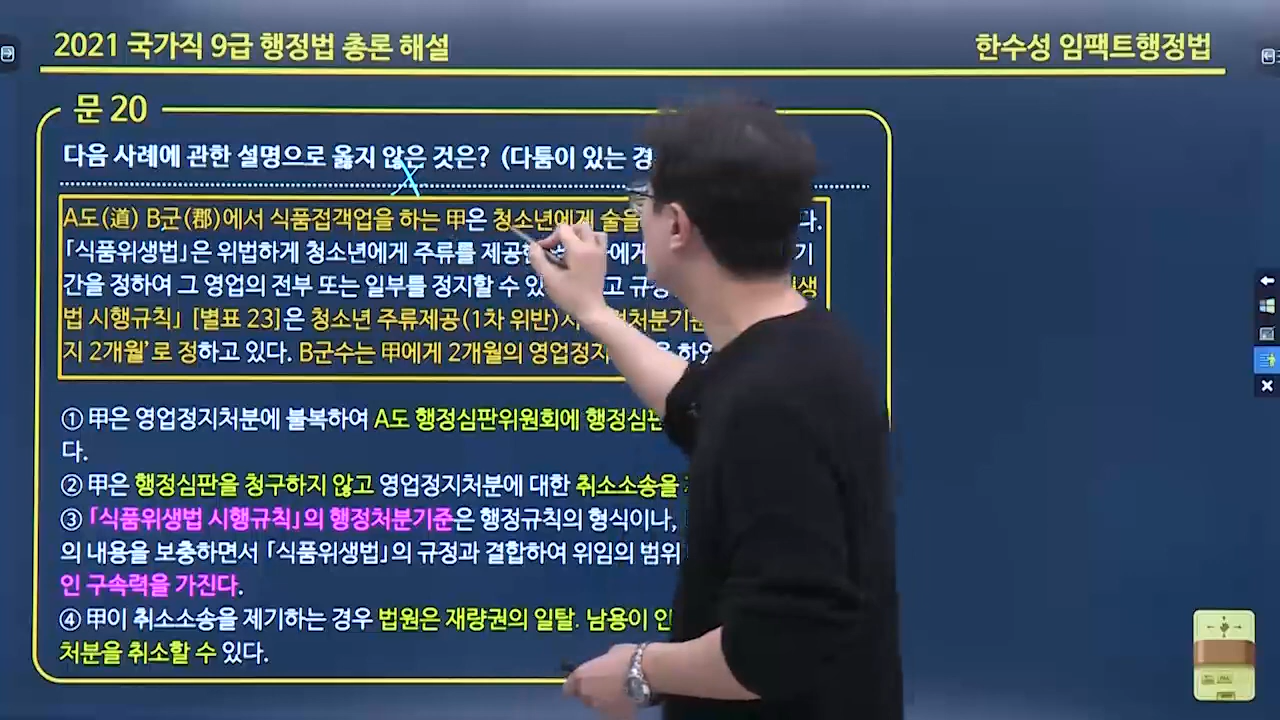 2021 국가직 9급 행정법 총론 해설
한수성 임팩트행정법
문 20
다음 사례에 관한 설명으로 옳지 않은 것은? (다툼이 있는 경
A도(道) B군(郡)에서 식품접객업을 하는 甲은 청소년에게 술을 다.
「식품위생법」은 위법하게 청소년에게 주류를 제공한 에게 기
간을 정하여 그 영업의 전부 또는 일부를 정지할 수 있 고 규정
법 시행규칙」 [별표 23]은 청소년 주류제공(1차 위반)시 처분기준
지 2개월'로 정하고 있다. B군수는 甲에게 2개월의 영업정지 하였
① 甲은 영업정지처분에 불복하여 A도 행정심판위원회에 행정심판
다.
② 甲은 행정심판을 청구하지 않고 영업정지처분에 대한 취소소송을
③ 「식품위생법 시행규칙」의 행정처분기준은 행정규칙의 형식이나,
의 내용을 보충하면서 「식품위생법」의 규정과 결합하여 위임의 범위
인 구속력을 가진다.
④ 甲이 취소소송을 제기하는 경우 법원은 재량권의 일탈. 남용이 인
처분을 취소할 수 있다.